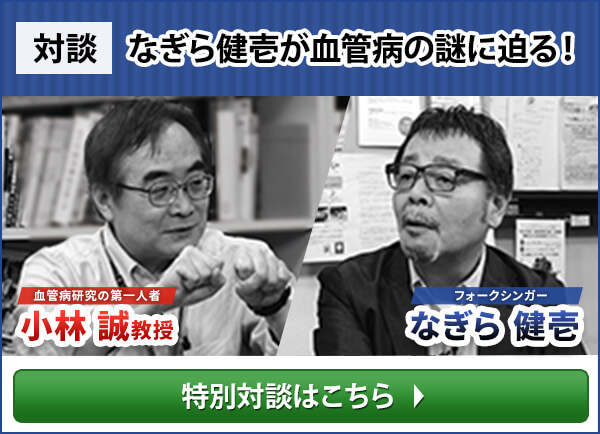 対談 なぎら健壱が血管病の謎に迫る！
血管病研究の第一人者
小林 誠教授
フォークシンガー
なぎら 健壱
特別対談はこちら